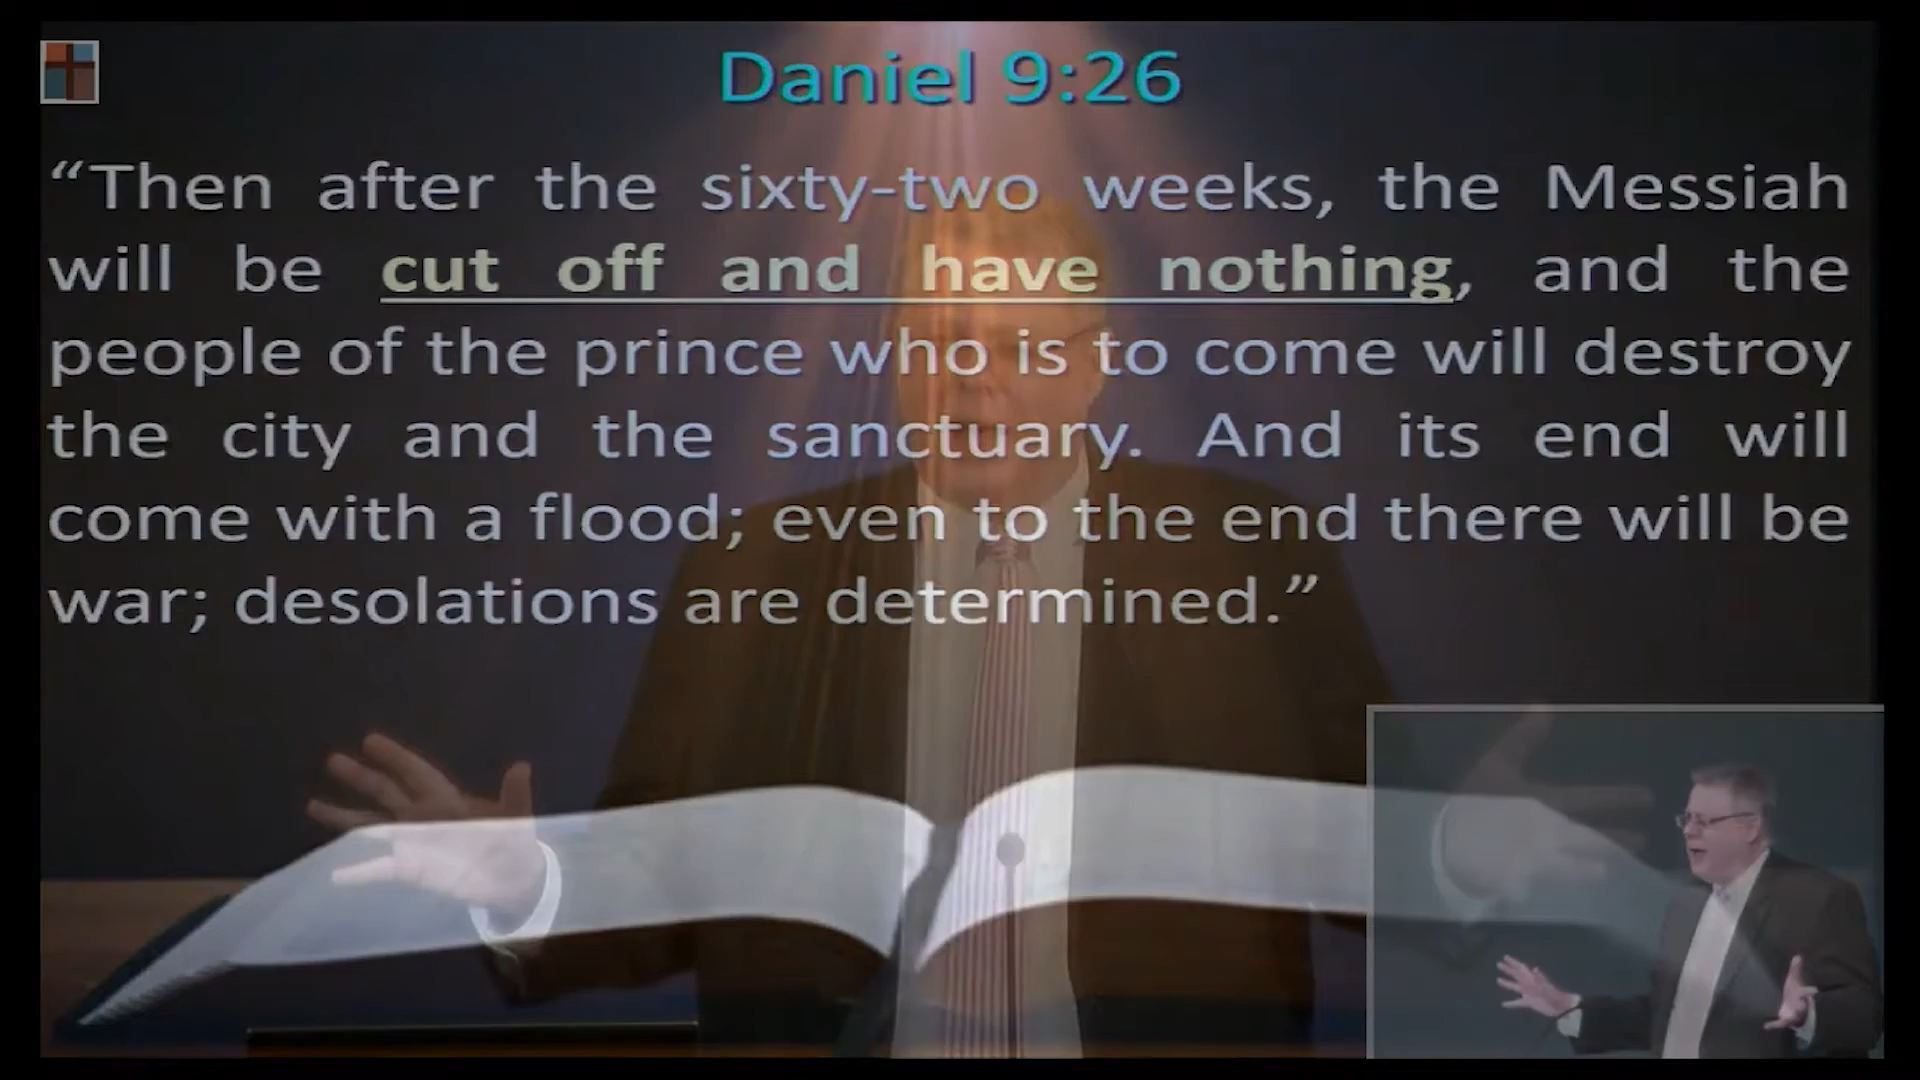 Daniel 9:26
“Then after the sixty-two weeks, the Messiah
will be cut off and have nothing, and the
people of the prince who is to come will destroy
the city and the sanctuary. And its end will
come with a flood; even to the end there will be
war; desolations are determined.”